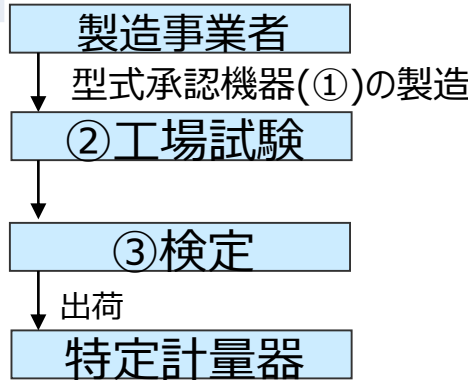 製造事業者
型式承認機器(①)の製造
②工場試験
③検定
出荷
特定計量器